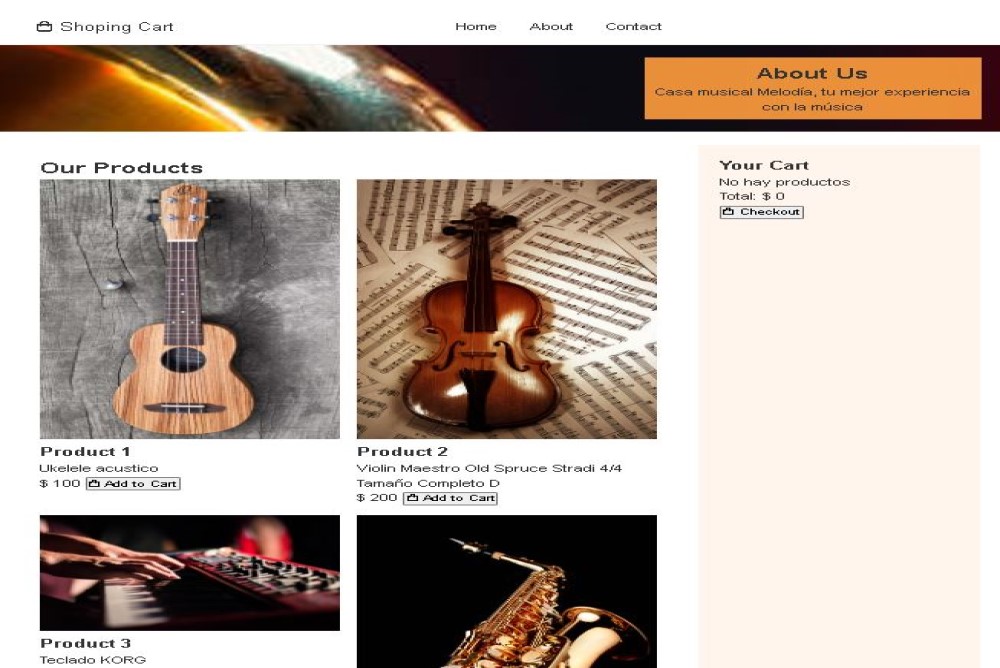 Shoping Cart
Home
About
Contact
About Us
Casa musical Melodía, tu mejor experiencia
con la música
Our Products
Your Cart
No hay productos
Total: $ 0
Checkout
Product 1
Ukelele acustico
$ 100 Add to Cart
Product 2
Violin Maestro Old Spruce Stradi 4/4
Tamaño Completo D
$ 200 Add to Cart
Product 3
Teclado KORG